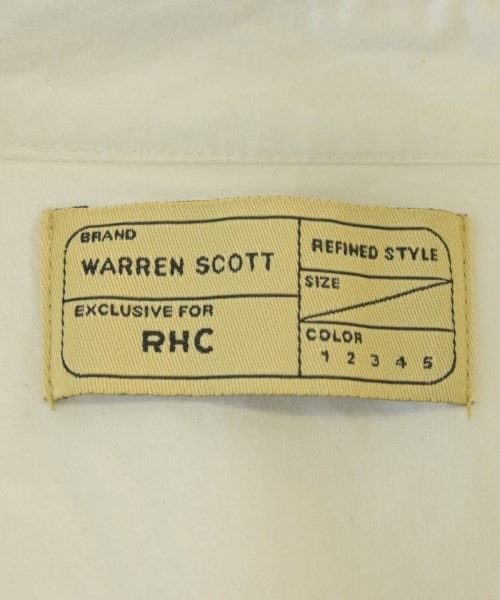 BRAND
WARREN SCOTT
EXCLUSIVE FOR
RHC
REFINED STYLE
SIZE
COLOR
1 2 3 4 5